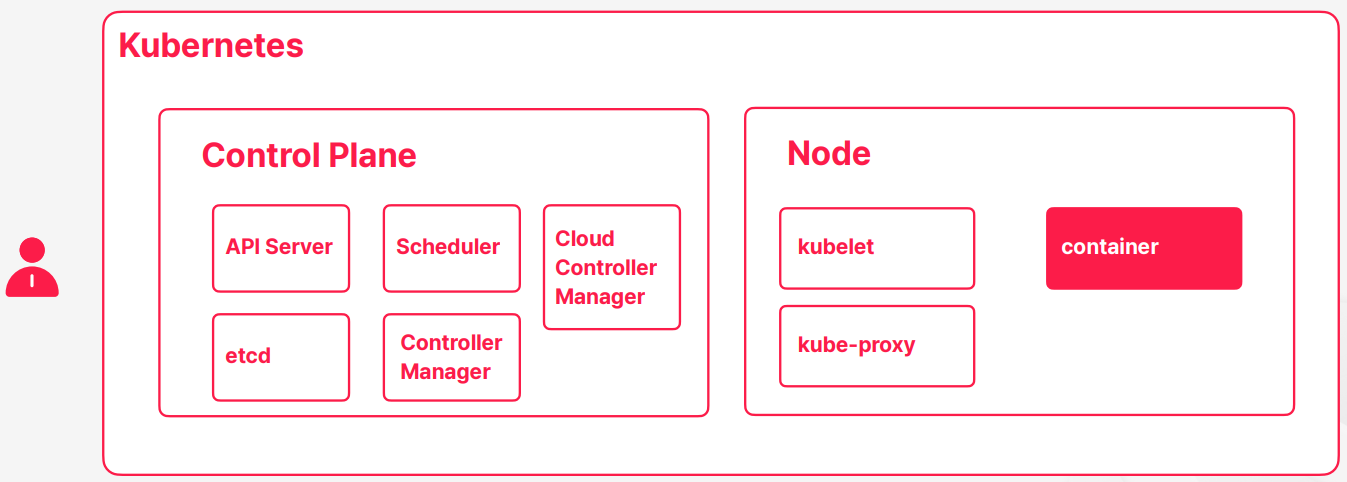 Kubernetes
Control Plane
API Server
Scheduler
Cloud
Controller
Manager
etcd
Controller
Manager
Node
kubelet
container
kube-proxy